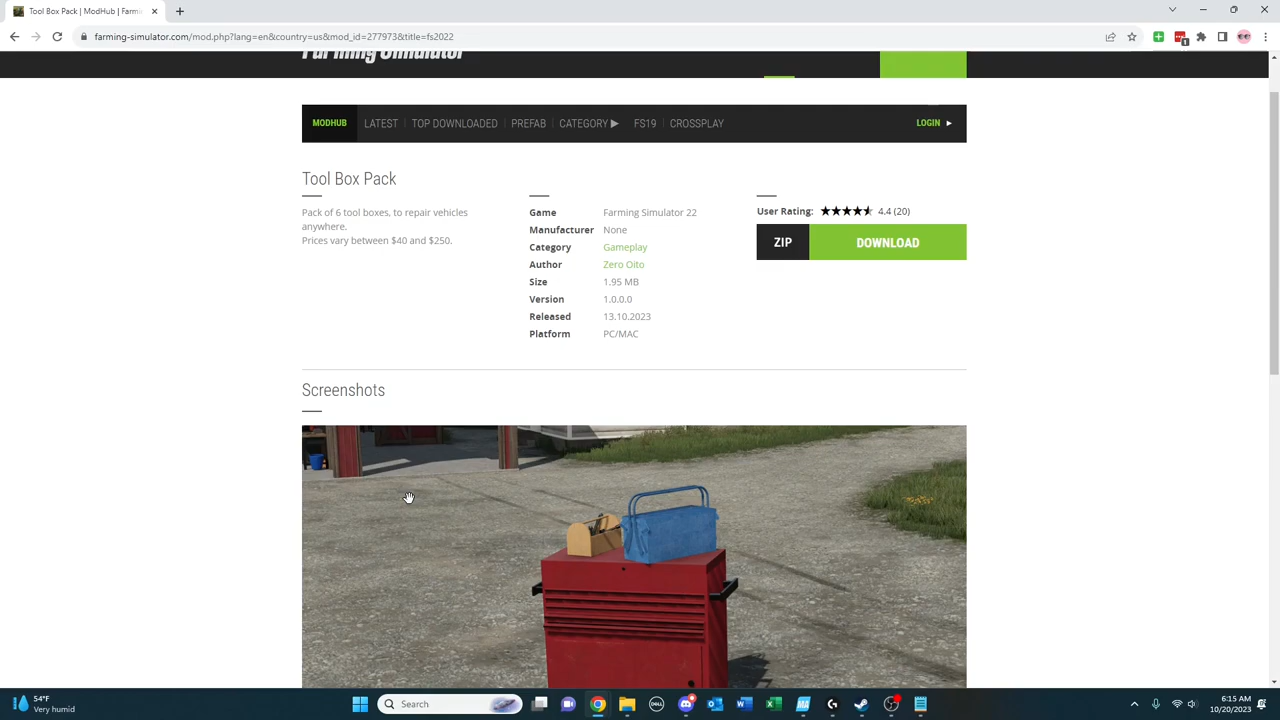 Tool Box Pack | ModHub | Farmi
farming-simulator.com/mod.php?lang=en&country=us&mod_id=277973&title=fs2022
1
Farming Simulator
MODHUB LATEST TOP DOWNLOADED PREFAB CATEGORY ▶ FS19 CROSSPLAY LOGIN ▶
Tool Box Pack
Pack of 6 tool boxes, to repair vehicles
anywhere.
Prices vary between $40 and $250.
Game Farming Simulator 22
Manufacturer None
Category Gameplay
Author Zero Oito
Size 1.95 MB
Version 1.0.0.0
Released 13.10.2023
Platform PC/MAC
User Rating: ★★★★ 4.4 (20)
ZIP DOWNLOAD
Screenshots
54°F
Very humid
Search
6:15 AM
10/20/2023